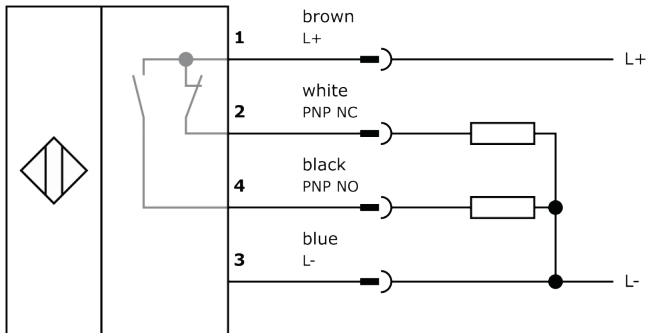 brown
1 L+ L+
white
2 PNP NC
black
4 PNP NO
blue
3 L- L-